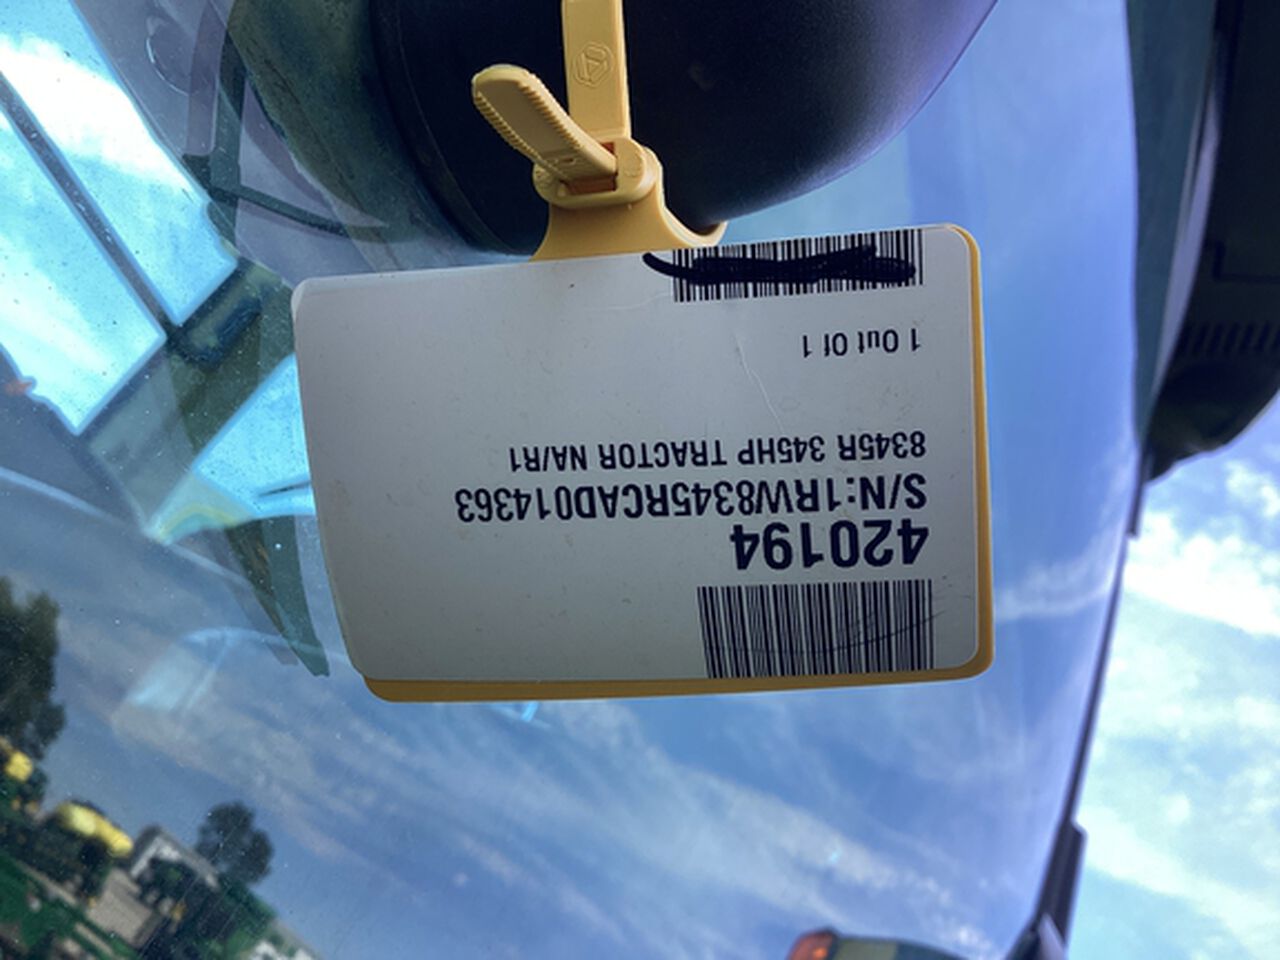 420194
S/N:1RW8345RCAD014363
8345R 345HP TRACTOR NA/R1
1 Out Of 1